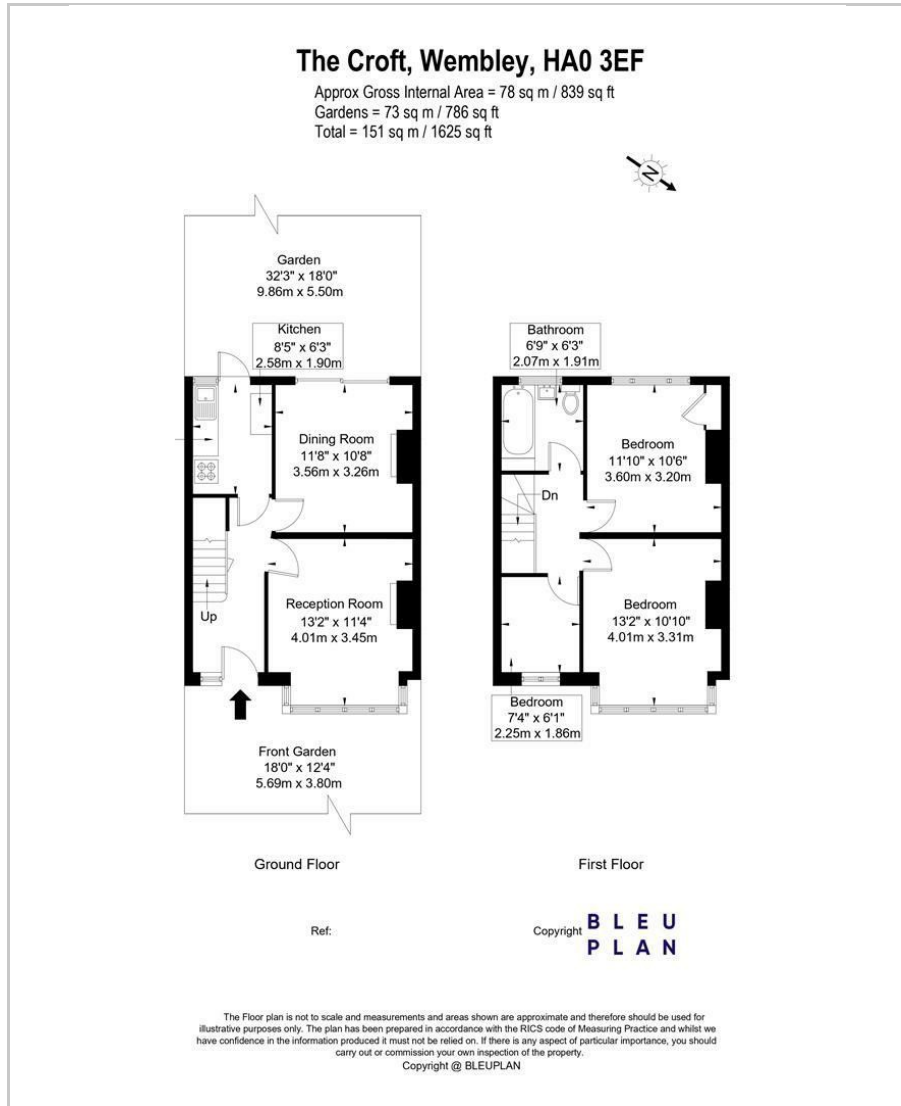 The Croft, Wembley, HA0 3EF
Approx Gross Internal Area = 78 sq m / 839 sq ft
Gardens = 73 sq m / 786 sq ft
Total = 151 sq m / 1625 sq ft
N
Garden
32'3" x 18'0"
9.86m x 5.50m
Kitchen
8'5" x 6'3"
2.58m x 1.90m
Dining Room
11'8" x 10'8"
3.56m x 3.26m
Up
Reception Room
13'2" x 11'4"
4.01m x 3.45m
Front Garden
18'0" x 12'4"
5.69m x 3.80m
Ground Floor
Bathroom
6'9" x 6'3"
2.07m x 1.91m
Bedroom
11'10" x 10'6"
3.60m x 3.20m
Dn
Bedroom
13'2" x 10'10"
4.01m x 3.31m
Bedroom
7'4" x 6'1"
2.25m x 1.86m
First Floor
Ref:
Copyright
BLEU
PLAN
The Floor plan is not to scale and measurements and areas shown are approximate and therefore should be used for
illustrative purposes only. The plan has been prepared in accordance with the RICS code of Measuring Practice and whilst we
have confidence in the information produced it must not be relied on. If there is any aspect of particular importance, you should
carry out or commission your own inspection of the property.
Copyright @ BLEUPLAN